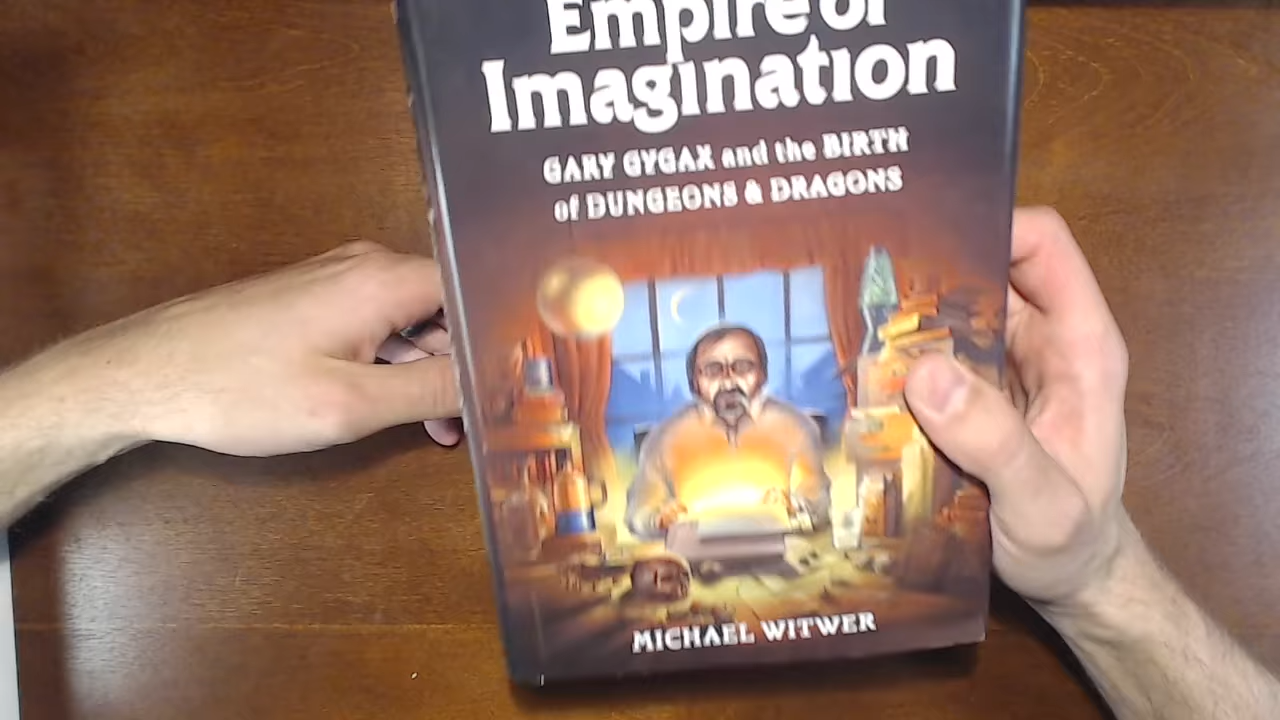 Empire of
Imagination
GARY GYGAX and the BIRTH
of DUNGEONS & DRAGONS
MICHAEL WITWER